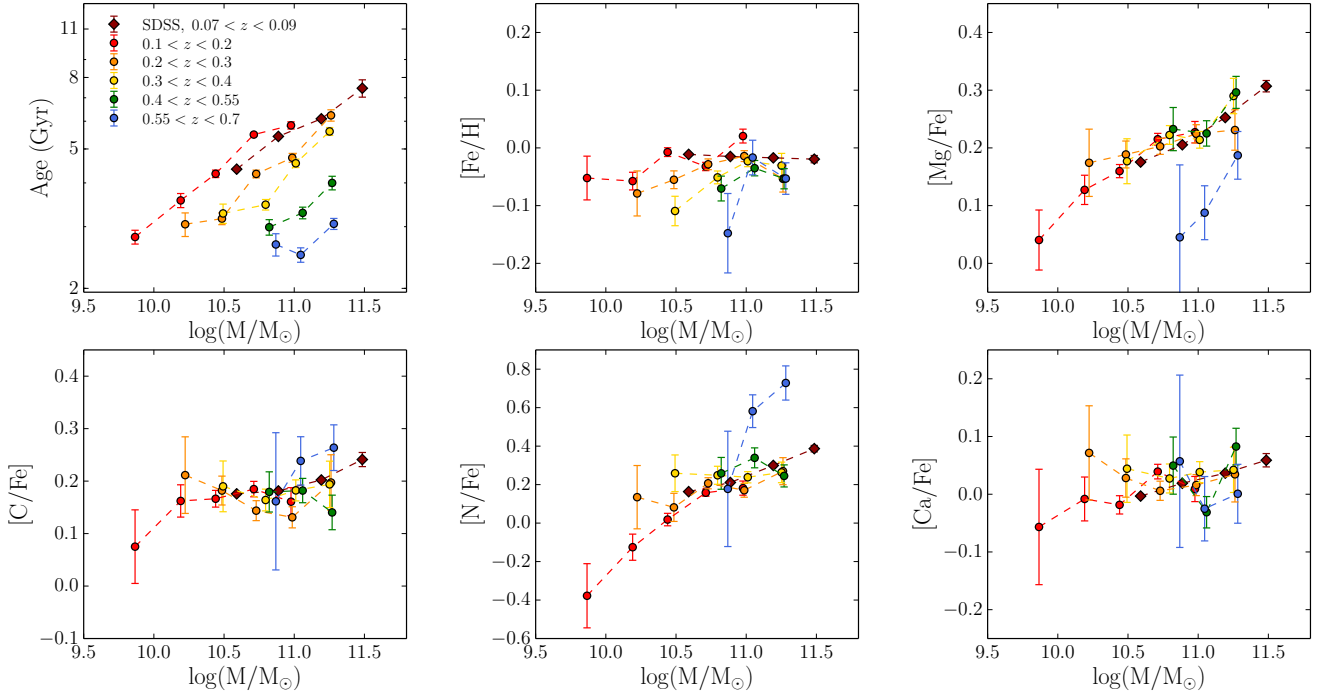 11
8
5
2
Age (Gyr)
SDSS, 0.07 < z < 0.09
0.1 < z < 0.2
0.2 < z < 0.3
0.3 < z < 0.4
0.4 < z < 0.55
0.55 < z < 0.7
9.5 10.0 10.5 11.0 11.5
log(M/M⊙)
0.2
0.1
0.0
−0.1
−0.2
[Fe/H]
9.5 10.0 10.5 11.0 11.5
log(M/M⊙)
0.4
0.3
0.2
0.1
0.0
[Mg/Fe]
9.5 10.0 10.5 11.0 11.5
log(M/M⊙)
0.4
0.3
0.2
0.1
0.0
−0.1
[C/Fe]
9.5 10.0 10.5 11.0 11.5
log(M/M⊙)
0.8
0.6
0.4
0.2
0.0
−0.2
−0.4
−0.6
[N/Fe]
9.5 10.0 10.5 11.0 11.5
log(M/M⊙)
0.2
0.1
0.0
−0.1
−0.2
[Ca/Fe]
9.5 10.0 10.5 11.0 11.5
log(M/M⊙)